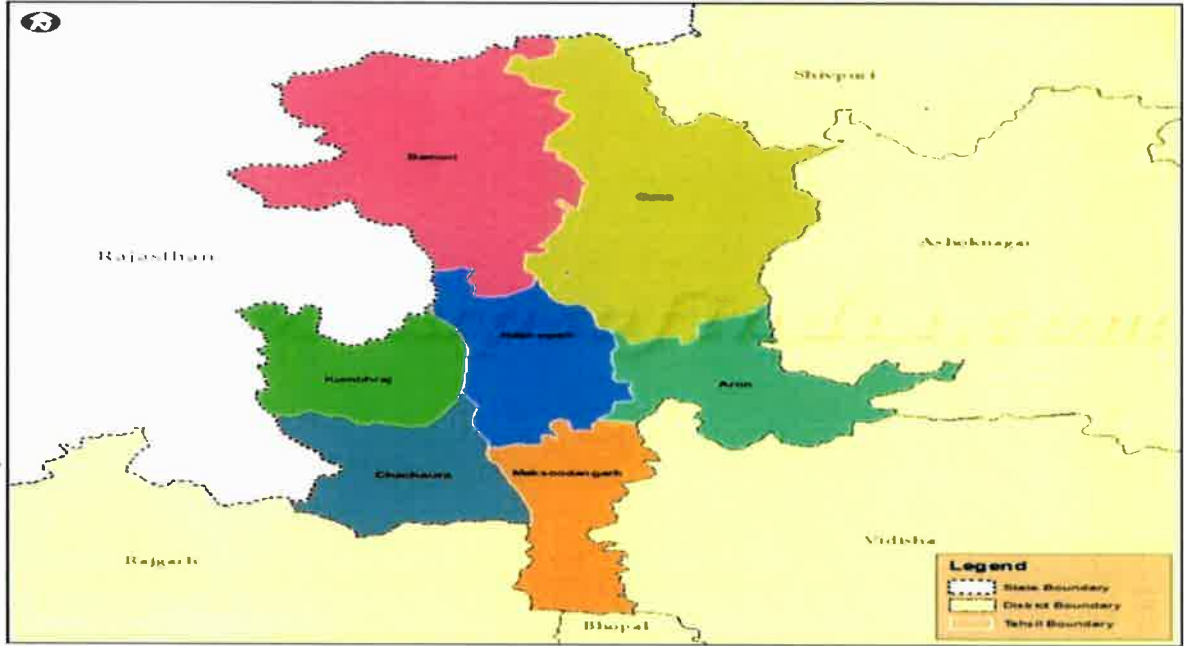 Shivpuri
Bamori
Guna
Ashoknagar
Rajasthan
Raghogarh
Kumbhraj
Aron
Chachaura
Maksoodangarh
Vidisha
Rajgarh
Bhopal
Legend
State Boundary
District Boundary
Tehsil Boundary